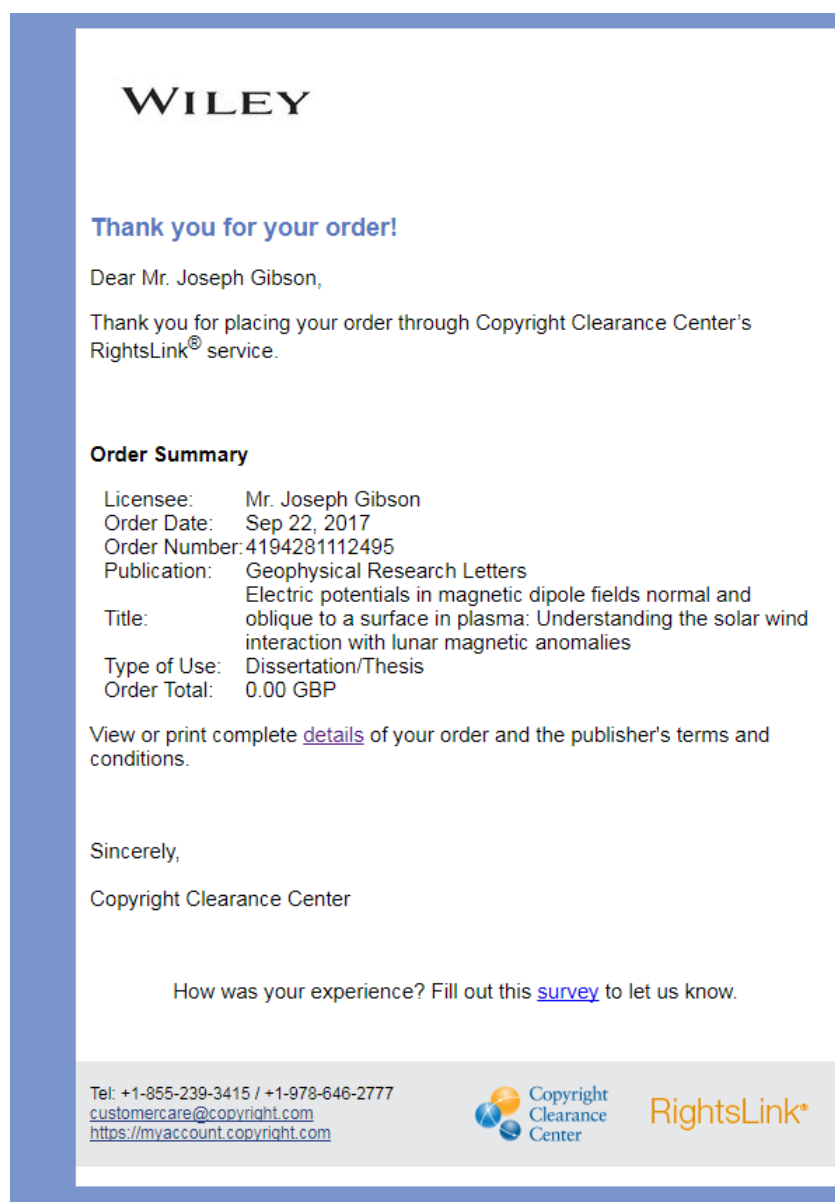 WILEY
Thank you for your order!
Dear Mr. Joseph Gibson,
Thank you for placing your order through Copyright Clearance Center's
RightsLink® service.
Order Summary
Licensee: Mr. Joseph Gibson
Order Date: Sep 22, 2017
Order Number: 4194281112495
Publication: Geophysical Research Letters
Electric potentials in magnetic dipole fields normal and
Title: oblique to a surface in plasma: Understanding the solar wind
interaction with lunar magnetic anomalies
Type of Use: Dissertation/Thesis
Order Total: 0.00 GBP
View or print complete details of your order and the publisher's terms and
conditions.
Sincerely,
Copyright Clearance Center
How was your experience? Fill out this survey to let us know.
Tel: +1-855-239-3415 / +1-978-646-2777
customercare@copyright.com
https://myaccount.copyright.com
Copyright
Clearance
Center
RightsLink®